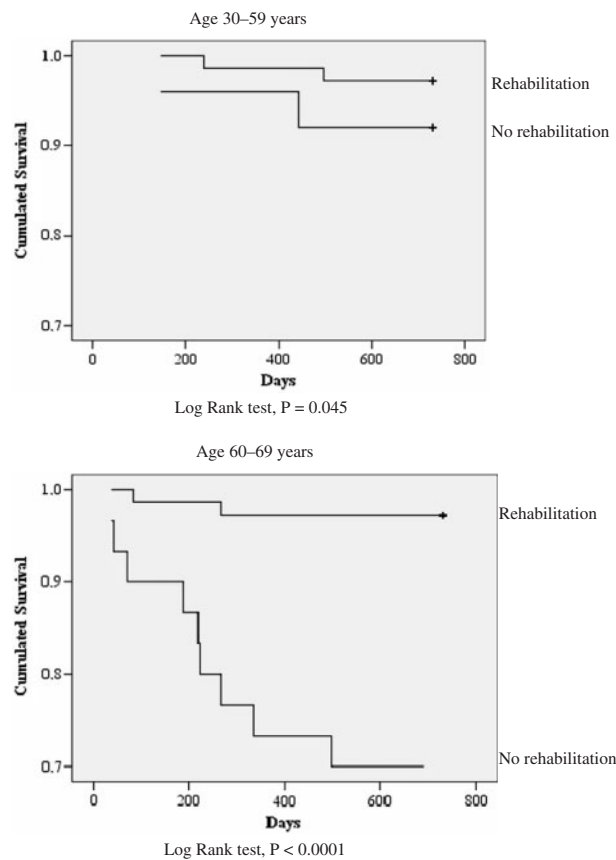 Age 30–59 years
1.0
0.9
0.8
0.7
Cumulated Survival
Rehabilitation
No rehabilitation
0 200 400 600 800
Days
Log Rank test, P = 0.045
Age 60–69 years
1.0
0.9
0.8
0.7
Cumulated Survival
Rehabilitation
No rehabilitation
0 200 400 600 800
Days
Log Rank test, P < 0.0001